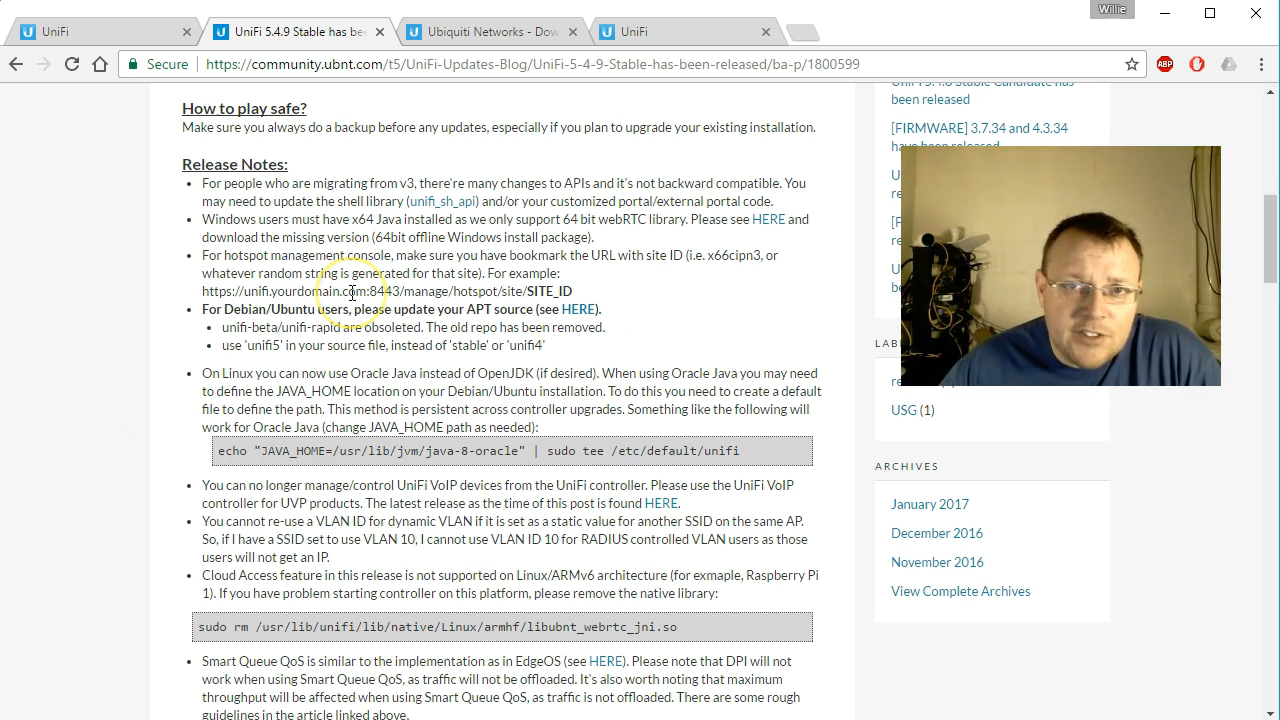 Willie
UniFi
UniFi 5.4.9 Stable has be
Ubiquiti Networks - Dow
UniFi
Secure
https://community.ubnt.com/t5/UniFi-Updates-Blog/UniFi-5-4-9-Stable-has-been-released/ba-p/1800599
ABP
How to play safe?
Make sure you always do a backup before any updates, especially if you plan to upgrade your existing installation.
Release Notes:
For people who are migrating from v3, there're many changes to APIs and it's not backward compatible. You
may need to update the shell library (unifi_sh_api) and/or your customized portal/external portal code.
Windows users must have x64 Java installed as we only support 64 bit webRTC library. Please see HERE and
download the missing version (64bit offline Windows install package).
For hotspot management console, make sure you have bookmark the URL with site ID (i.e. x66cipn3, or
whatever random string is generated for that site). For example:
https://unifi.yourdomain.com:8443/manage/hotspot/site/SITE_ID
For Debian/Ubuntu users, please update your APT source (see HERE).
unifi-beta/unifi-rapid are obsoleted. The old repo has been removed.
use 'unifi5' in your source file, instead of 'stable' or 'unifi4'
On Linux you can now use Oracle Java instead of OpenJDK (if desired). When using Oracle Java you may need
to define the JAVA_HOME location on your Debian/Ubuntu installation. To do this you need to create a default
file to define the path. This method is persistent across controller upgrades. Something like the following will
work for Oracle Java (change JAVA_HOME path as needed):
echo "JAVA_HOME=/usr/lib/jvm/java-8-oracle" | sudo tee /etc/default/unifi
You can no longer manage/control UniFi VoIP devices from the UniFi controller. Please use the UniFi VoIP
controller for UVP products. The latest release as the time of this post is found HERE.
You cannot re-use a VLAN ID for dynamic VLAN if it is set as a static value for another SSID on the same AP.
So, if I have a SSID set to use VLAN 10, I cannot use VLAN ID 10 for RADIUS controlled VLAN users as those
users will not get an IP.
Cloud Access feature in this release is not supported on Linux/ARMv6 architecture (for exmaple, Raspberry Pi
1). If you have problem starting controller on this platform, please remove the native library:
sudo rm /usr/lib/unifi/lib/native/Linux/armhf/libubnt_webrtc_jni.so
Smart Queue QoS is similar to the implementation as in EdgeOS (see HERE). Please note that DPI will not
work when using Smart Queue QoS, as traffic will not be offloaded. It's also worth noting that maximum
throughput will be affected when using Smart Queue QoS, as traffic is not offloaded. There are some rough
guidelines in the article linked above.
been released
[FIRMWARE] 3.7.34 and 4.3.34
have been released
USG (1)
ARCHIVES
January 2017
December 2016
November 2016
View Complete Archives